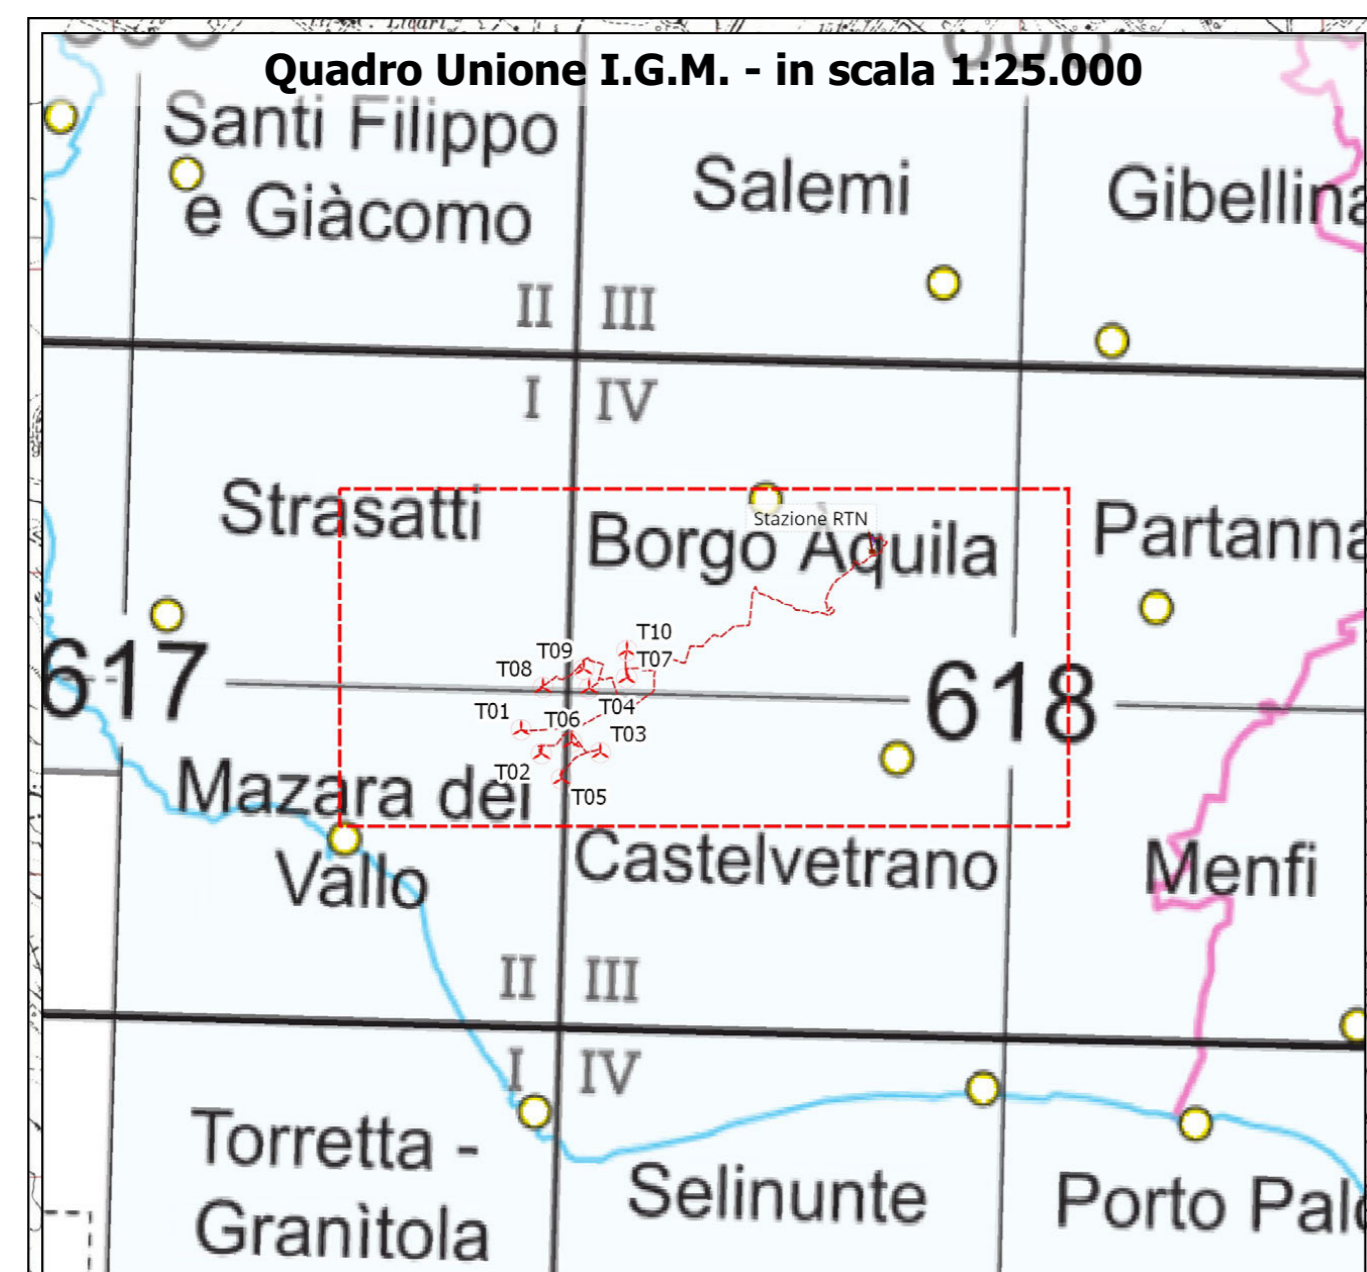 Licari
Quadro Unione I.G.M. - in scala 1:25.000
Santi Filippo
e Giàcomo
Salemi
Gibellina
II III
I IV
Strasatti
Stazione RTN
Borgo Àquila
Partanna
T10
T09
T07
T08
617
618
T04
T01
T06
T03
T02
T05
Mazara del
Vallo
Castelvetrano
Menfi
II III
I IV
Torretta -
Granìtola
Selinunte
Porto Palo